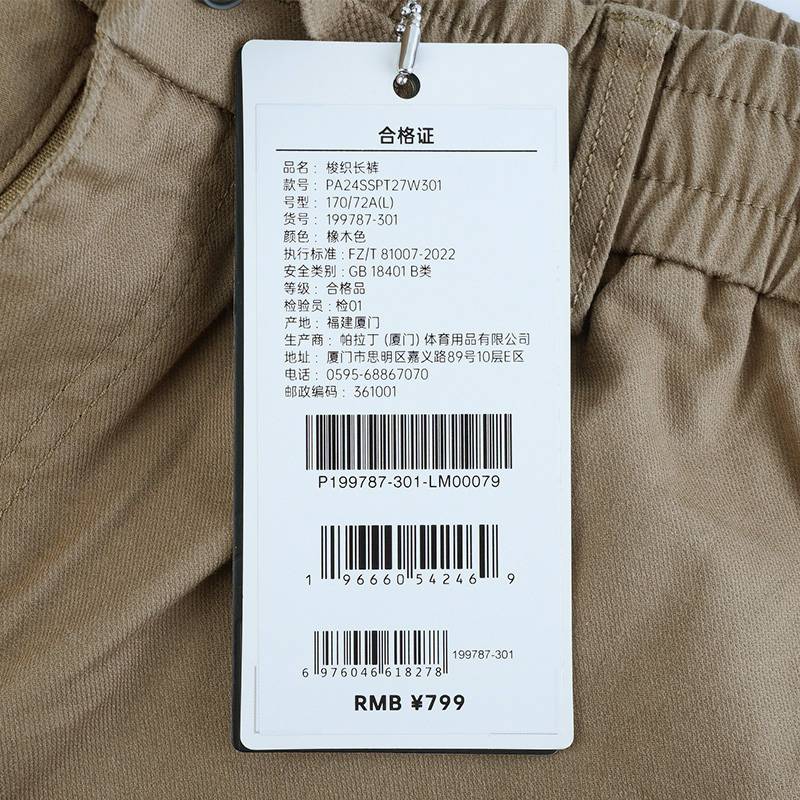 合格证
品名： 梭织长裤
款号： PA24SSPT27W301
号型： 170/72A(L)
货号： 199787-301
颜色： 橡木色
执行标准：FZ/T 81007-2022
安全类别：GB 18401 B类
等级： 合格品
检验员：检01
产地： 福建厦门
生产商： 帕拉丁 (厦门) 体育用品有限公司
地址： 厦门市思明区嘉义路89号10层E区
电话： 0595-68867070
邮政编码： 361001
P199787-301-LM00079
1 96660 54246 9
199787-301
6 976046 618278
RMB ¥799